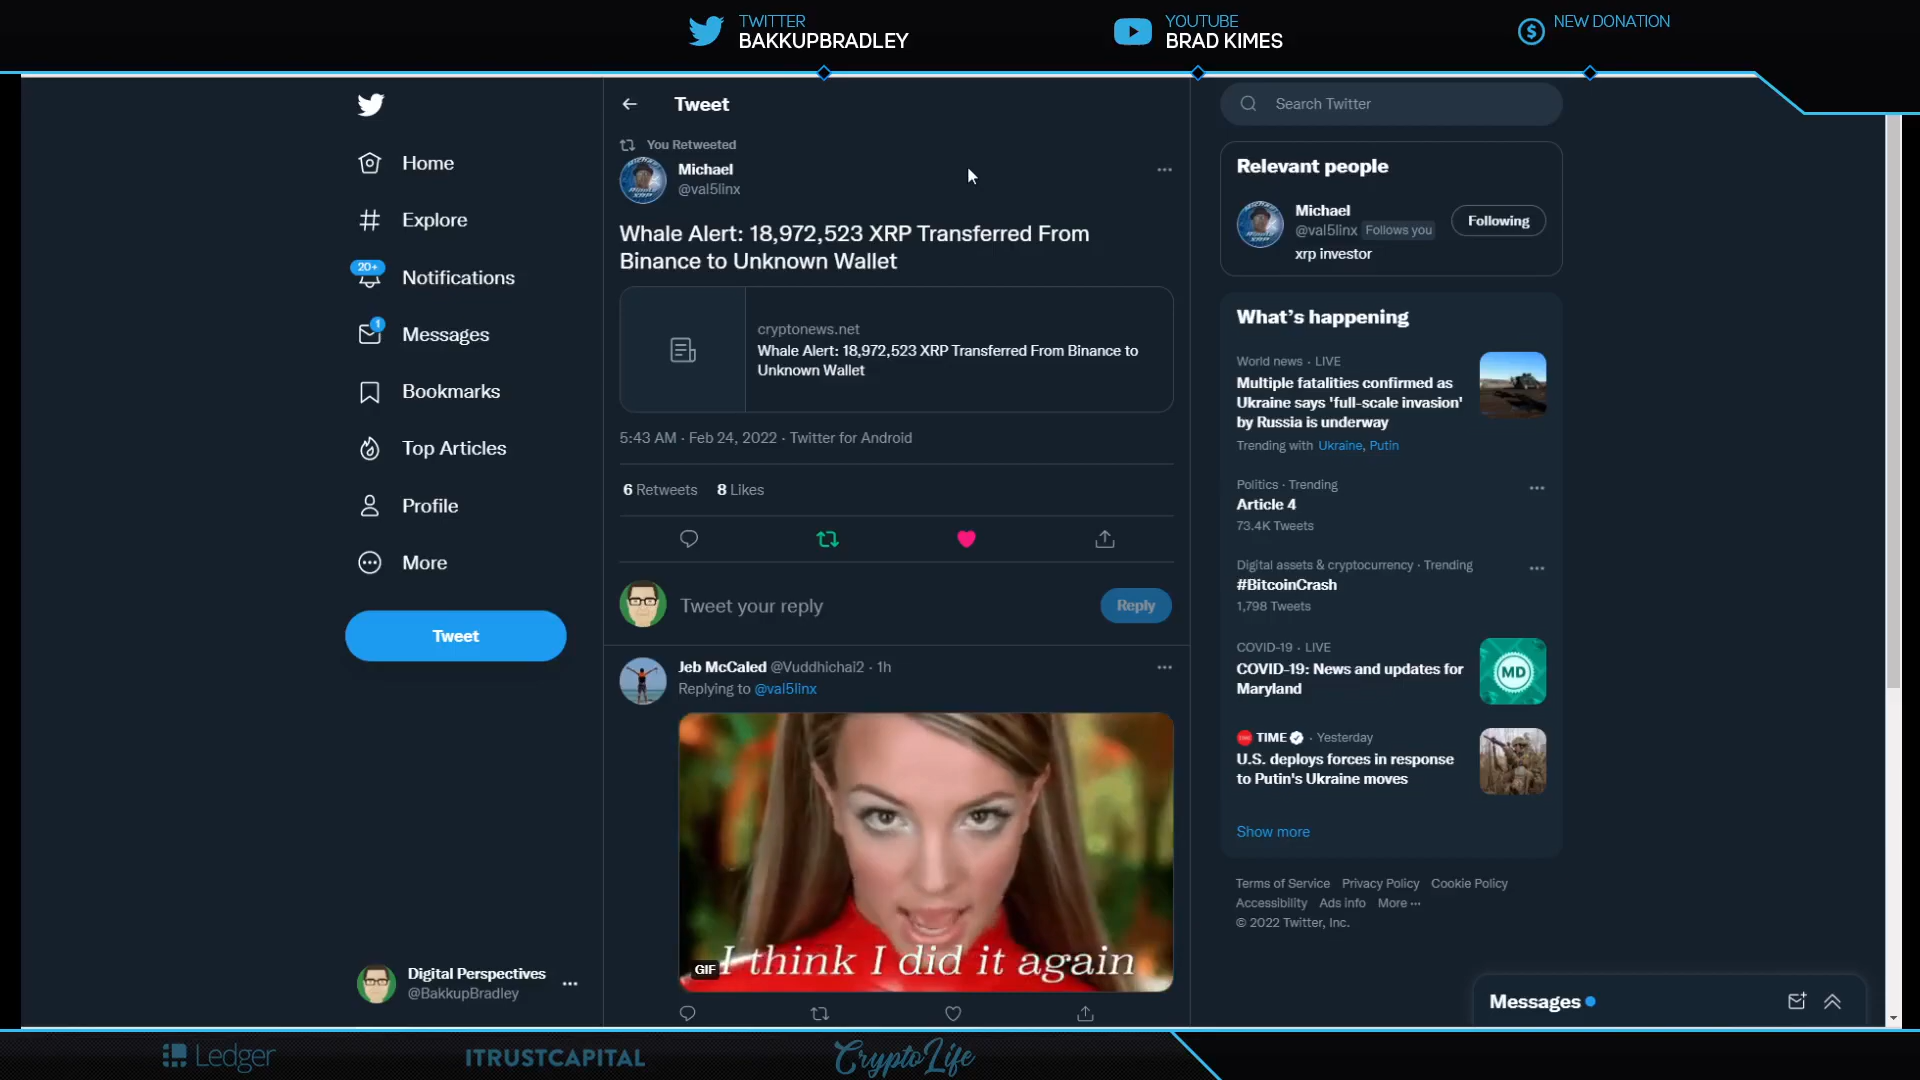 TWITTER
BAKKUPBRADLEY
YOUTUBE
BRAD KIMES
NEW DONATION
Home
Explore
20+
Notifications
1
Messages
Bookmarks
Top Articles
Profile
More
Tweet
Digital Perspectives
@BakkupBradley
Tweet
You Retweeted
Michael
@val5linx
Whale Alert: 18,972,523 XRP Transferred From
Binance to Unknown Wallet
cryptonews.net
Whale Alert: 18,972,523 XRP Transferred From Binance to
Unknown Wallet
5:43 AM · Feb 24, 2022 · Twitter for Android
6 Retweets 8 Likes
Tweet your reply
Reply
Jeb McCaled @Vuddhichai2 · 1h
Replying to @val5linx
I think I did it again
GIF
Search Twitter
Relevant people
Michael
@val5linx Follows you
Following
xrp investor
What's happening
World news · LIVE
Multiple fatalities confirmed as
Ukraine says 'full-scale invasion'
by Russia is underway
Trending with Ukraine, Putin
Politics · Trending
Article 4
73.4K Tweets
Digital assets & cryptocurrency · Trending
#BitcoinCrash
1,798 Tweets
COVID-19 · LIVE
COVID-19: News and updates for
Maryland
MD
TIME · Yesterday
U.S. deploys forces in response
to Putin's Ukraine moves
Show more
Terms of Service Privacy Policy Cookie Policy
Accessibility Ads info More ···
© 2022 Twitter, Inc.
Messages
Ledger
ITRUSTCAPITAL
CryptoLife